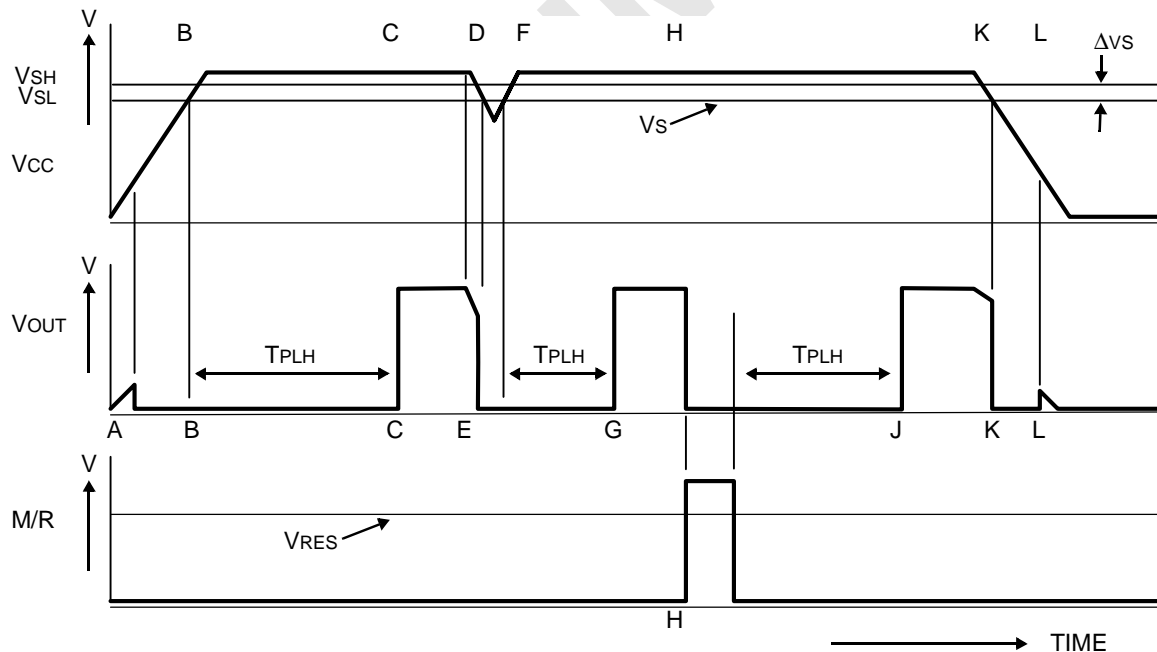 V B C D F H K L ΔVS
VSH
VSL
VS
VCC
V
VOUT
TPLH TPLH TPLH
A B C E G J K L
V
M/R
VRES
H
TIME